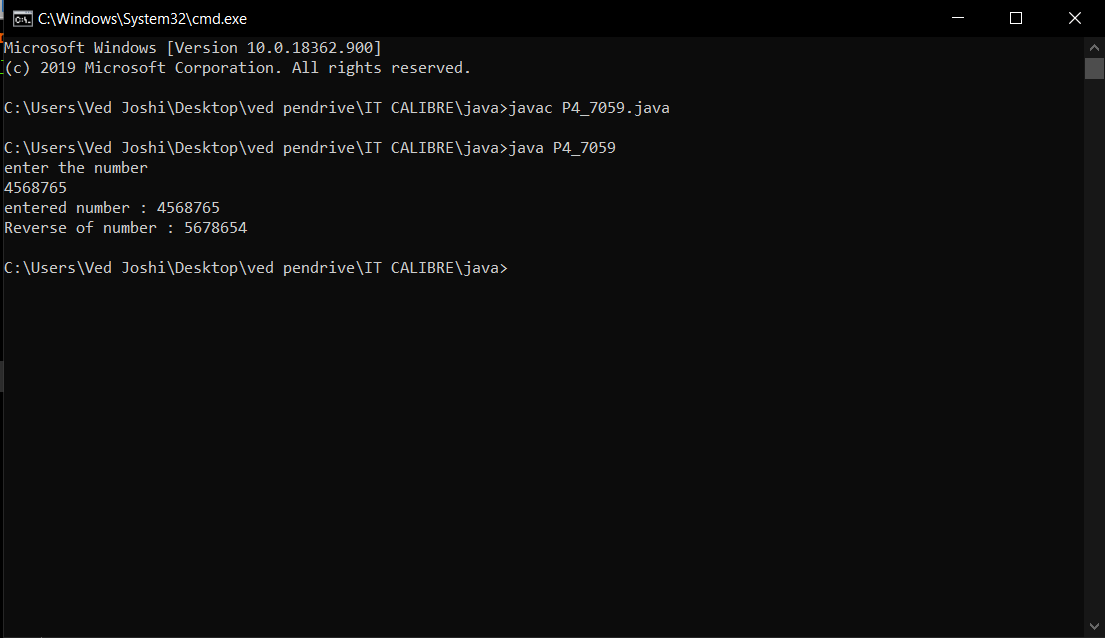 C:\Windows\System32\cmd.exe
Microsoft Windows [Version 10.0.18362.900]
(c) 2019 Microsoft Corporation. All rights reserved.
C:\Users\Ved Joshi\Desktop\ved pendrive\IT CALIBRE\java>javac P4_7059.java
C:\Users\Ved Joshi\Desktop\ved pendrive\IT CALIBRE\java>java P4_7059
enter the number
4568765
entered number : 4568765
Reverse of number : 5678654
C:\Users\Ved Joshi\Desktop\ved pendrive\IT CALIBRE\java>